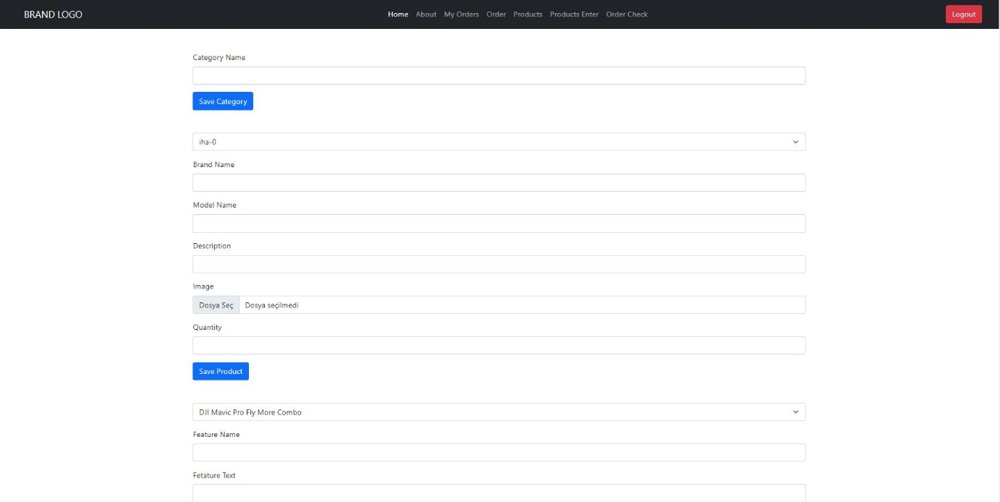 BRAND LOGO Home About My Orders Order Products Products Enter Order Check Logout
Category Name
Save Category
iha-0
Brand Name
Model Name
Description
Image
Dosya Seç Dosya seçilmedi
Quantity
Save Product
DJI Mavic Pro Fly More Combo
Feature Name
Fetature Text